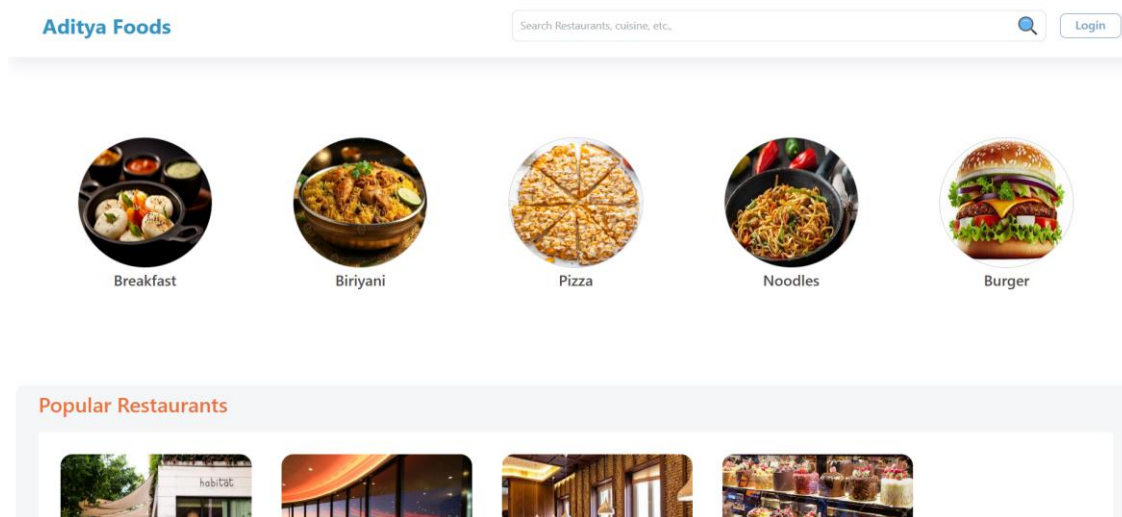 Aditya Foods
Search Restaurants, cuisine, etc.,
Login
Breakfast
Biriyani
Pizza
Noodles
Burger
Popular Restaurants
habitat